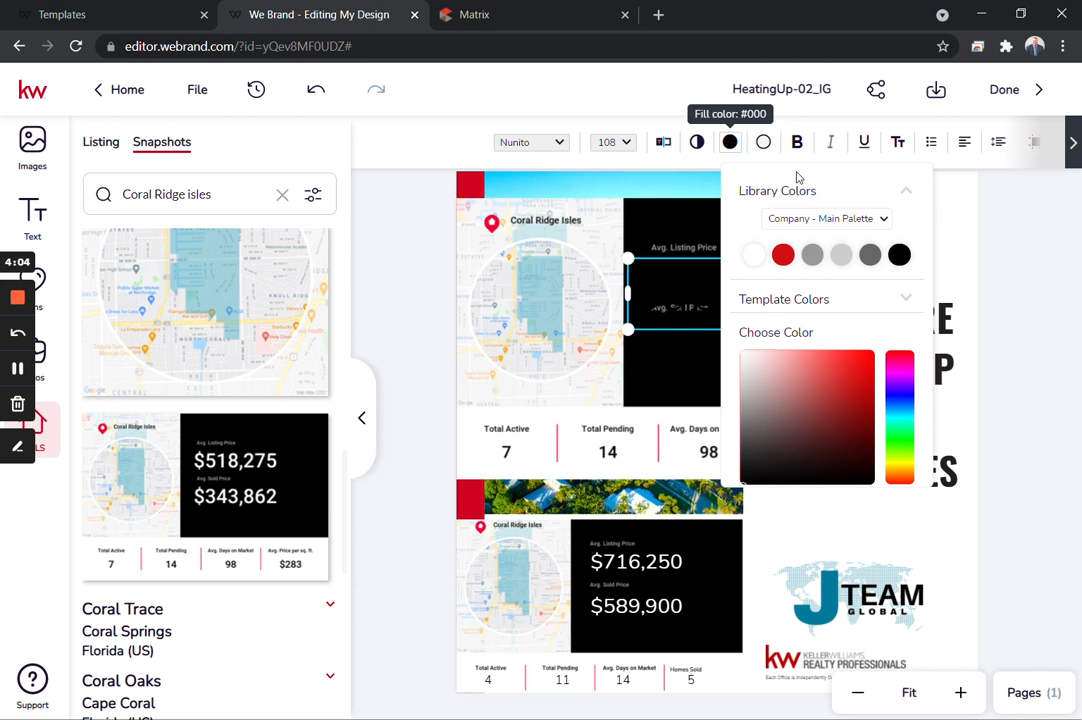 Templates
We Brand - Editing My Design
Matrix
editor.webrand.com/?id=yQev8MF0UDZ#
kw
Home
File
HeatingUp-02_IG
Done
Fill color: #000
Images
Listing
Snapshots
Nunito
108
B
I
U
Tt
Coral Ridge isles
Text
4:04
Library Colors
Company - Main Palette
Template Colors
Choose Color
Coral Ridge Isles
Avg. Listing Price
Total Active
Total Pending
Avg. Days on
7
14
98
Coral Ridge Isles
Avg. Listing Price
$518,275
Avg. Sold Price
$343,862
Total Active
Total Pending
Avg. Days on Market
Avg. Price per sq. ft.
7
14
98
$283
Coral Ridge Isles
Avg. Listing Price
$716,250
Avg. Sold Price
$589,900
Total Active
Total Pending
Avg. Days on Market
Homes Sold
4
11
14
5
RE
P
ES
J TEAM
GLOBAL
kw KELLERWILLIAMS.
REALTY PROFESSIONALS
Each Office is Independently
Coral Trace
Coral Springs
Florida (US)
Coral Oaks
Cape Coral
Support
Fit
Pages (1)